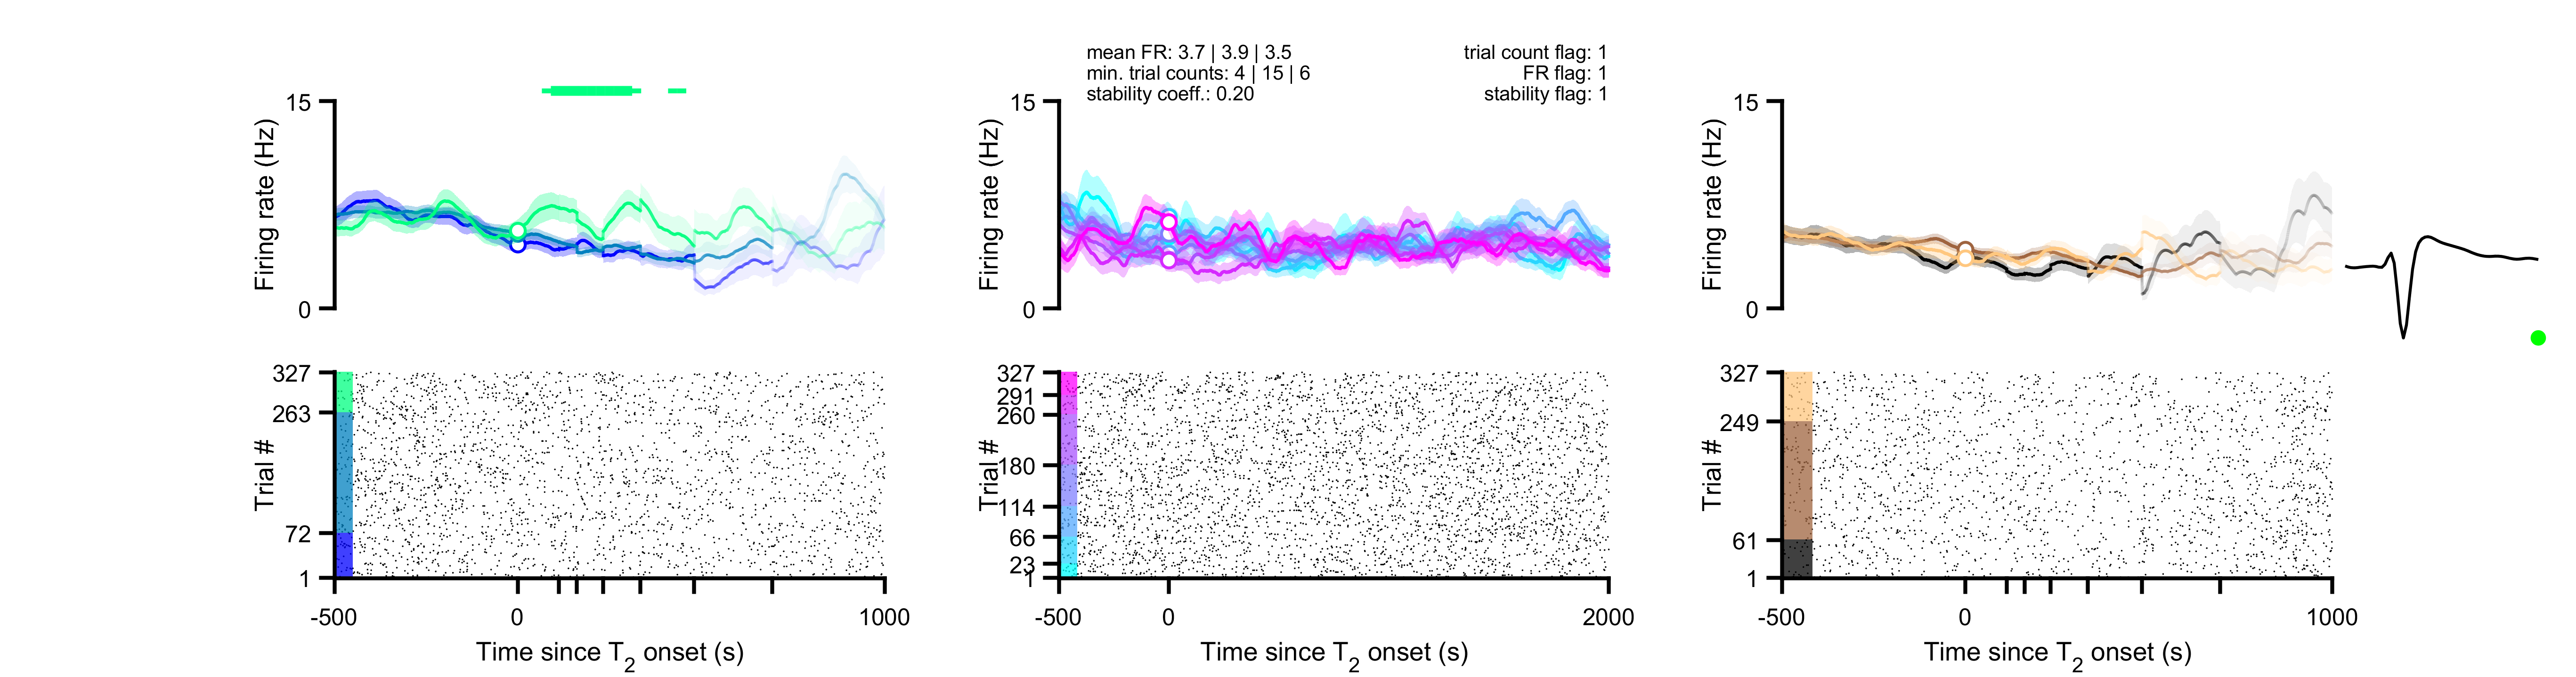 mean FR: 3.7 | 3.9 | 3.5
min. trial counts: 4 | 15 | 6
stability coeff.: 0.20
trial count flag: 1
FR flag: 1
stability flag: 1
15
Firing rate (Hz)
0
327
263
Trial #
72
1
-500
0
1000
Time since T2 onset (s)
15
Firing rate (Hz)
0
327
291
260
Trial #
180
114
66
23
1
-500
0
2000
Time since T2 onset (s)
15
Firing rate (Hz)
0
327
249
Trial #
61
1
-500
0
1000
Time since T2 onset (s)